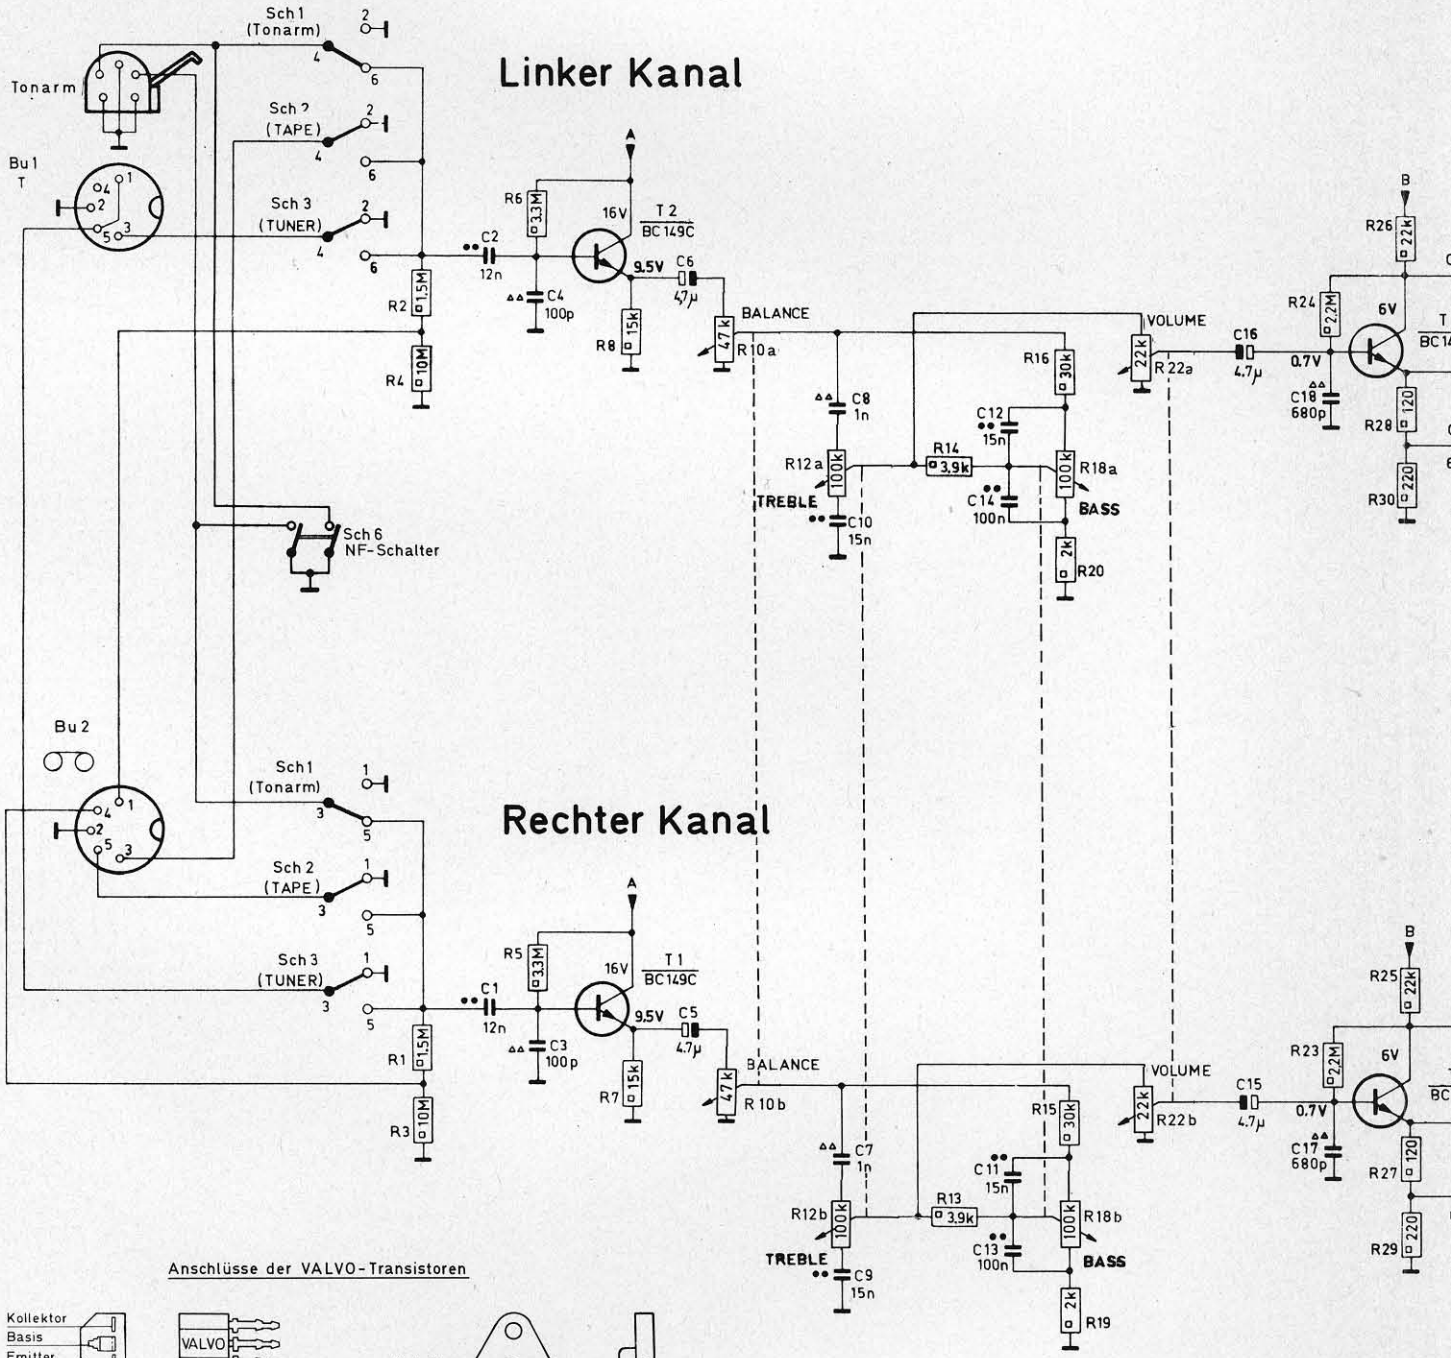 Linker Kanal
Sch 1
(Tonarm)
2
4
6
Tonarm
Sch 2
(TAPE)
2
4
6
Bu 1
T
1
4
2
5
3
Sch 3
(TUNER)
2
4
6
R2
1.5M
R4
10M
C2
12n
A
R6
3.3M
16V
T 2
BC 149C
C4
100p
9.5V
C6
4,7µ
R8
15k
BALANCE
47k
R10a
C8
1n
R12a
100k
TREBLE
C10
15n
R14
3,9k
C12
15n
C14
100n
R16
30k
R18a
100k
BASS
2k
R20
VOLUME
22k
R22a
C16
4.7µ
0.7V
C18
680p
B
R26
22k
R24
2,2M
6V
T
BC14
R28
120
R30
220
Sch 6
NF-Schalter
Rechter Kanal
Bu 2
1
4
2
5
3
Sch1
(Tonarm)
1
3
5
Sch 2
(TAPE)
1
3
5
Sch 3
(TUNER)
1
3
5
R1
1,5M
R3
10M
C1
12n
A
R5
3.3M
16V
T 1
BC149C
C3
100p
9.5V
C5
4.7µ
R7
15k
BALANCE
47k
R 10b
C7
1n
R12b
100k
TREBLE
C9
15n
R13
3,9k
C11
15n
C13
100n
R15
30k
R18b
100k
BASS
2k
R19
VOLUME
22k
R22b
C15
4.7µ
0.7V
C17
680p
B
R25
22k
R23
2,2M
6V
BC
R27
120
R29
220
Anschlüsse der VALVO-Transistoren
Kollektor
Basis
Emitter
VALVO